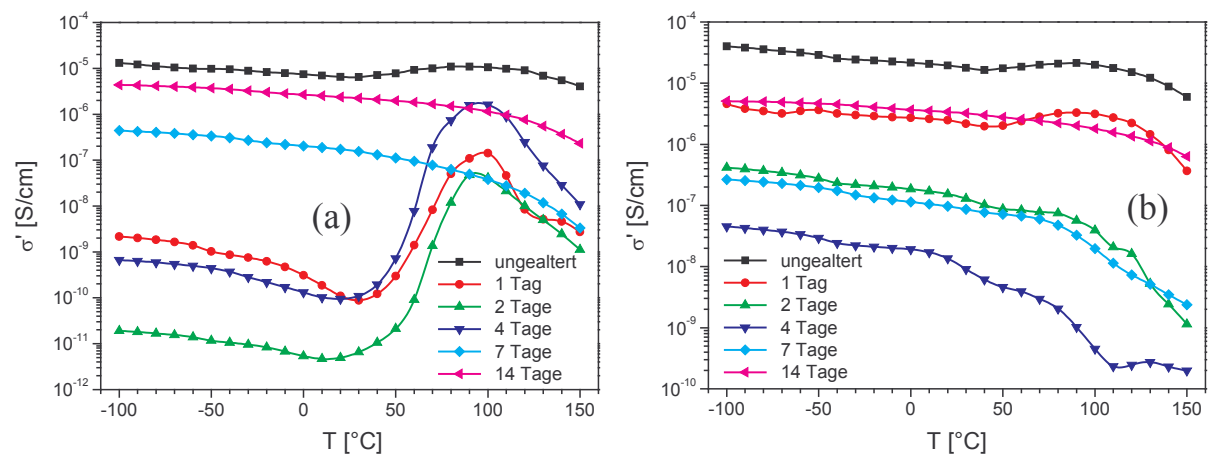 10⁻⁴
10⁻⁵
10⁻⁶
10⁻⁷
10⁻⁸
10⁻⁹
10⁻¹⁰
10⁻¹¹
10⁻¹²
σ' [S/cm]
(a)
ungealtert
1 Tag
2 Tage
4 Tage
7 Tage
14 Tage
-100 -50 0 50 100 150
T [°C]
10⁻⁴
10⁻⁵
10⁻⁶
10⁻⁷
10⁻⁸
10⁻⁹
10⁻¹⁰
σ' [S/cm]
(b)
ungealtert
1 Tag
2 Tage
4 Tage
7 Tage
14 Tage
-100 -50 0 50 100 150
T [°C]